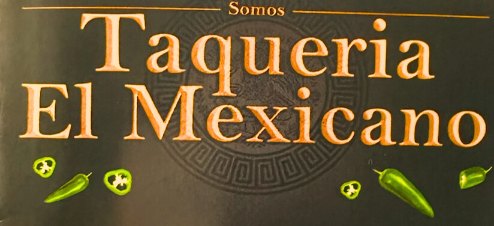 Somos
Taqueria
El Mexicano